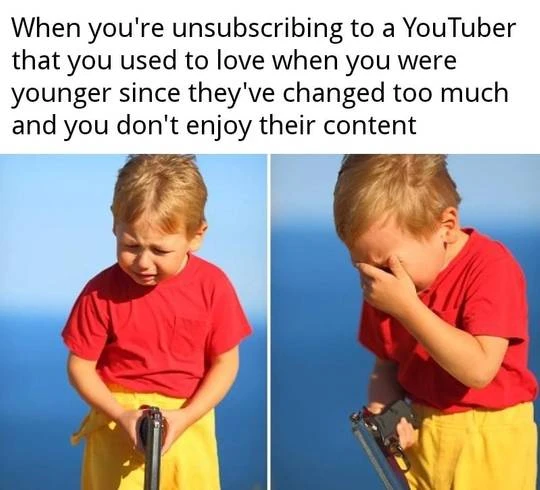 When you're unsubscribing to a YouTuber
that you used to love when you were
younger since they've changed too much
and you don't enjoy their content